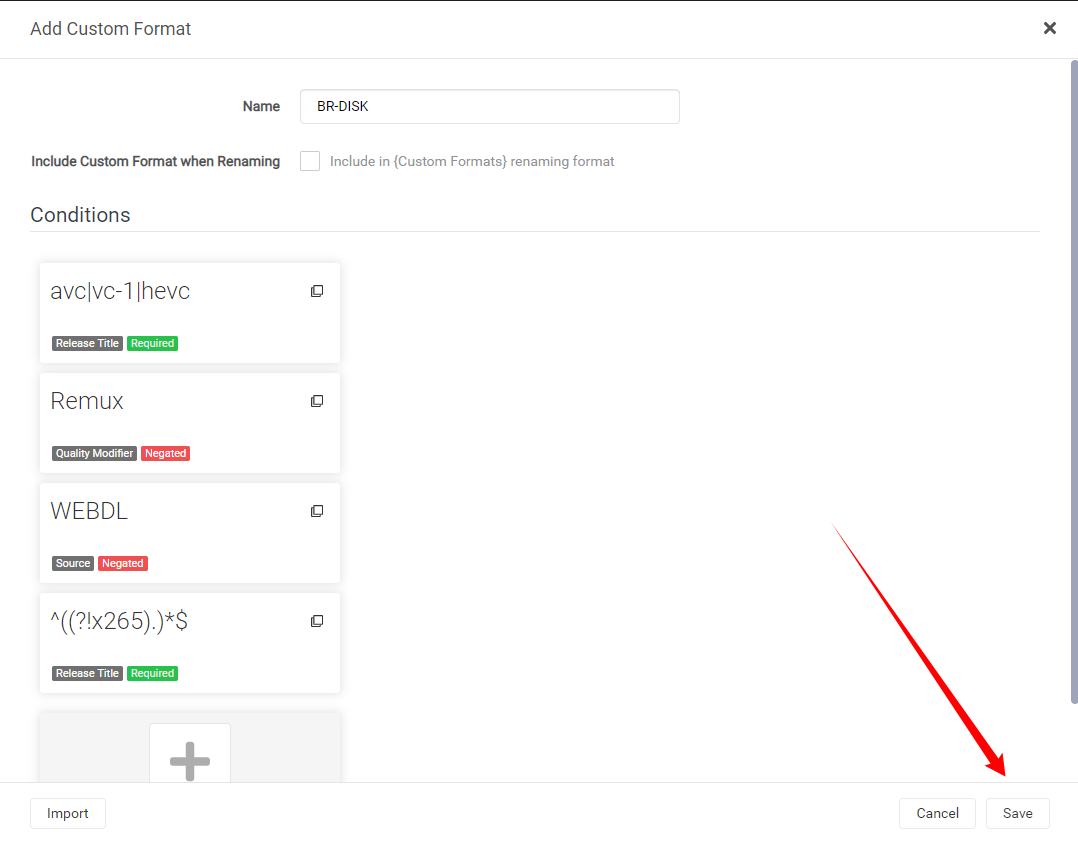 Add Custom Format
Name
BR-DISK
Include Custom Format when Renaming
Include in {Custom Formats} renaming format
Conditions
avc|vc-1|hevc
Release Title Required
Remux
Quality Modifier Negated
WEBDL
Source Negated
^((?!x265).)*$
Release Title Required
Import
Cancel
Save